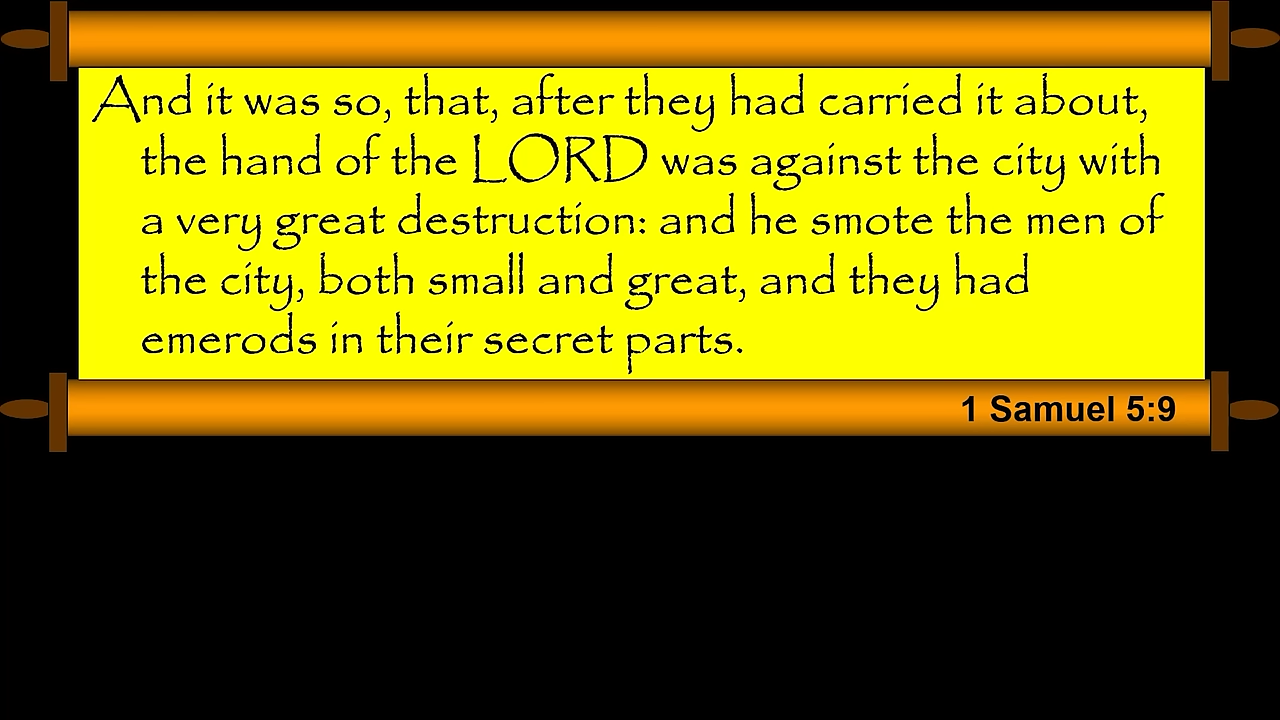 And it was so, that, after they had carried it about,
the hand of the LORD was against the city with
a very great destruction: and he smote the men of
the city, both small and great, and they had
emerods in their secret parts.
1 Samuel 5:9